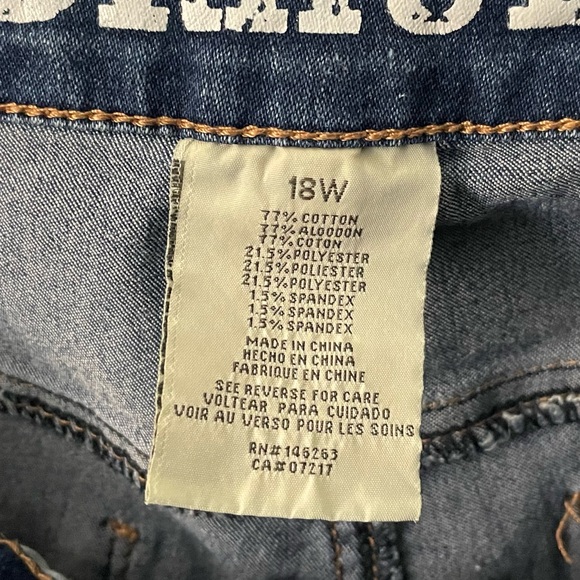 18W
77% COTTON
77% ALGODON
77% COTON
21.5% POLYESTER
21.5% POLIESTER
21.5% POLYESTER
1.5% SPANDEX
1.5% SPANDEX
1.5% SPANDEX
MADE IN CHINA
HECHO EN CHINA
FABRIQUE EN CHINE
SEE REVERSE FOR CARE
VOLTEAR PARA CUIDADO
VOIR AU VERSO POUR LES SOINS
RN#146263
CA#07217